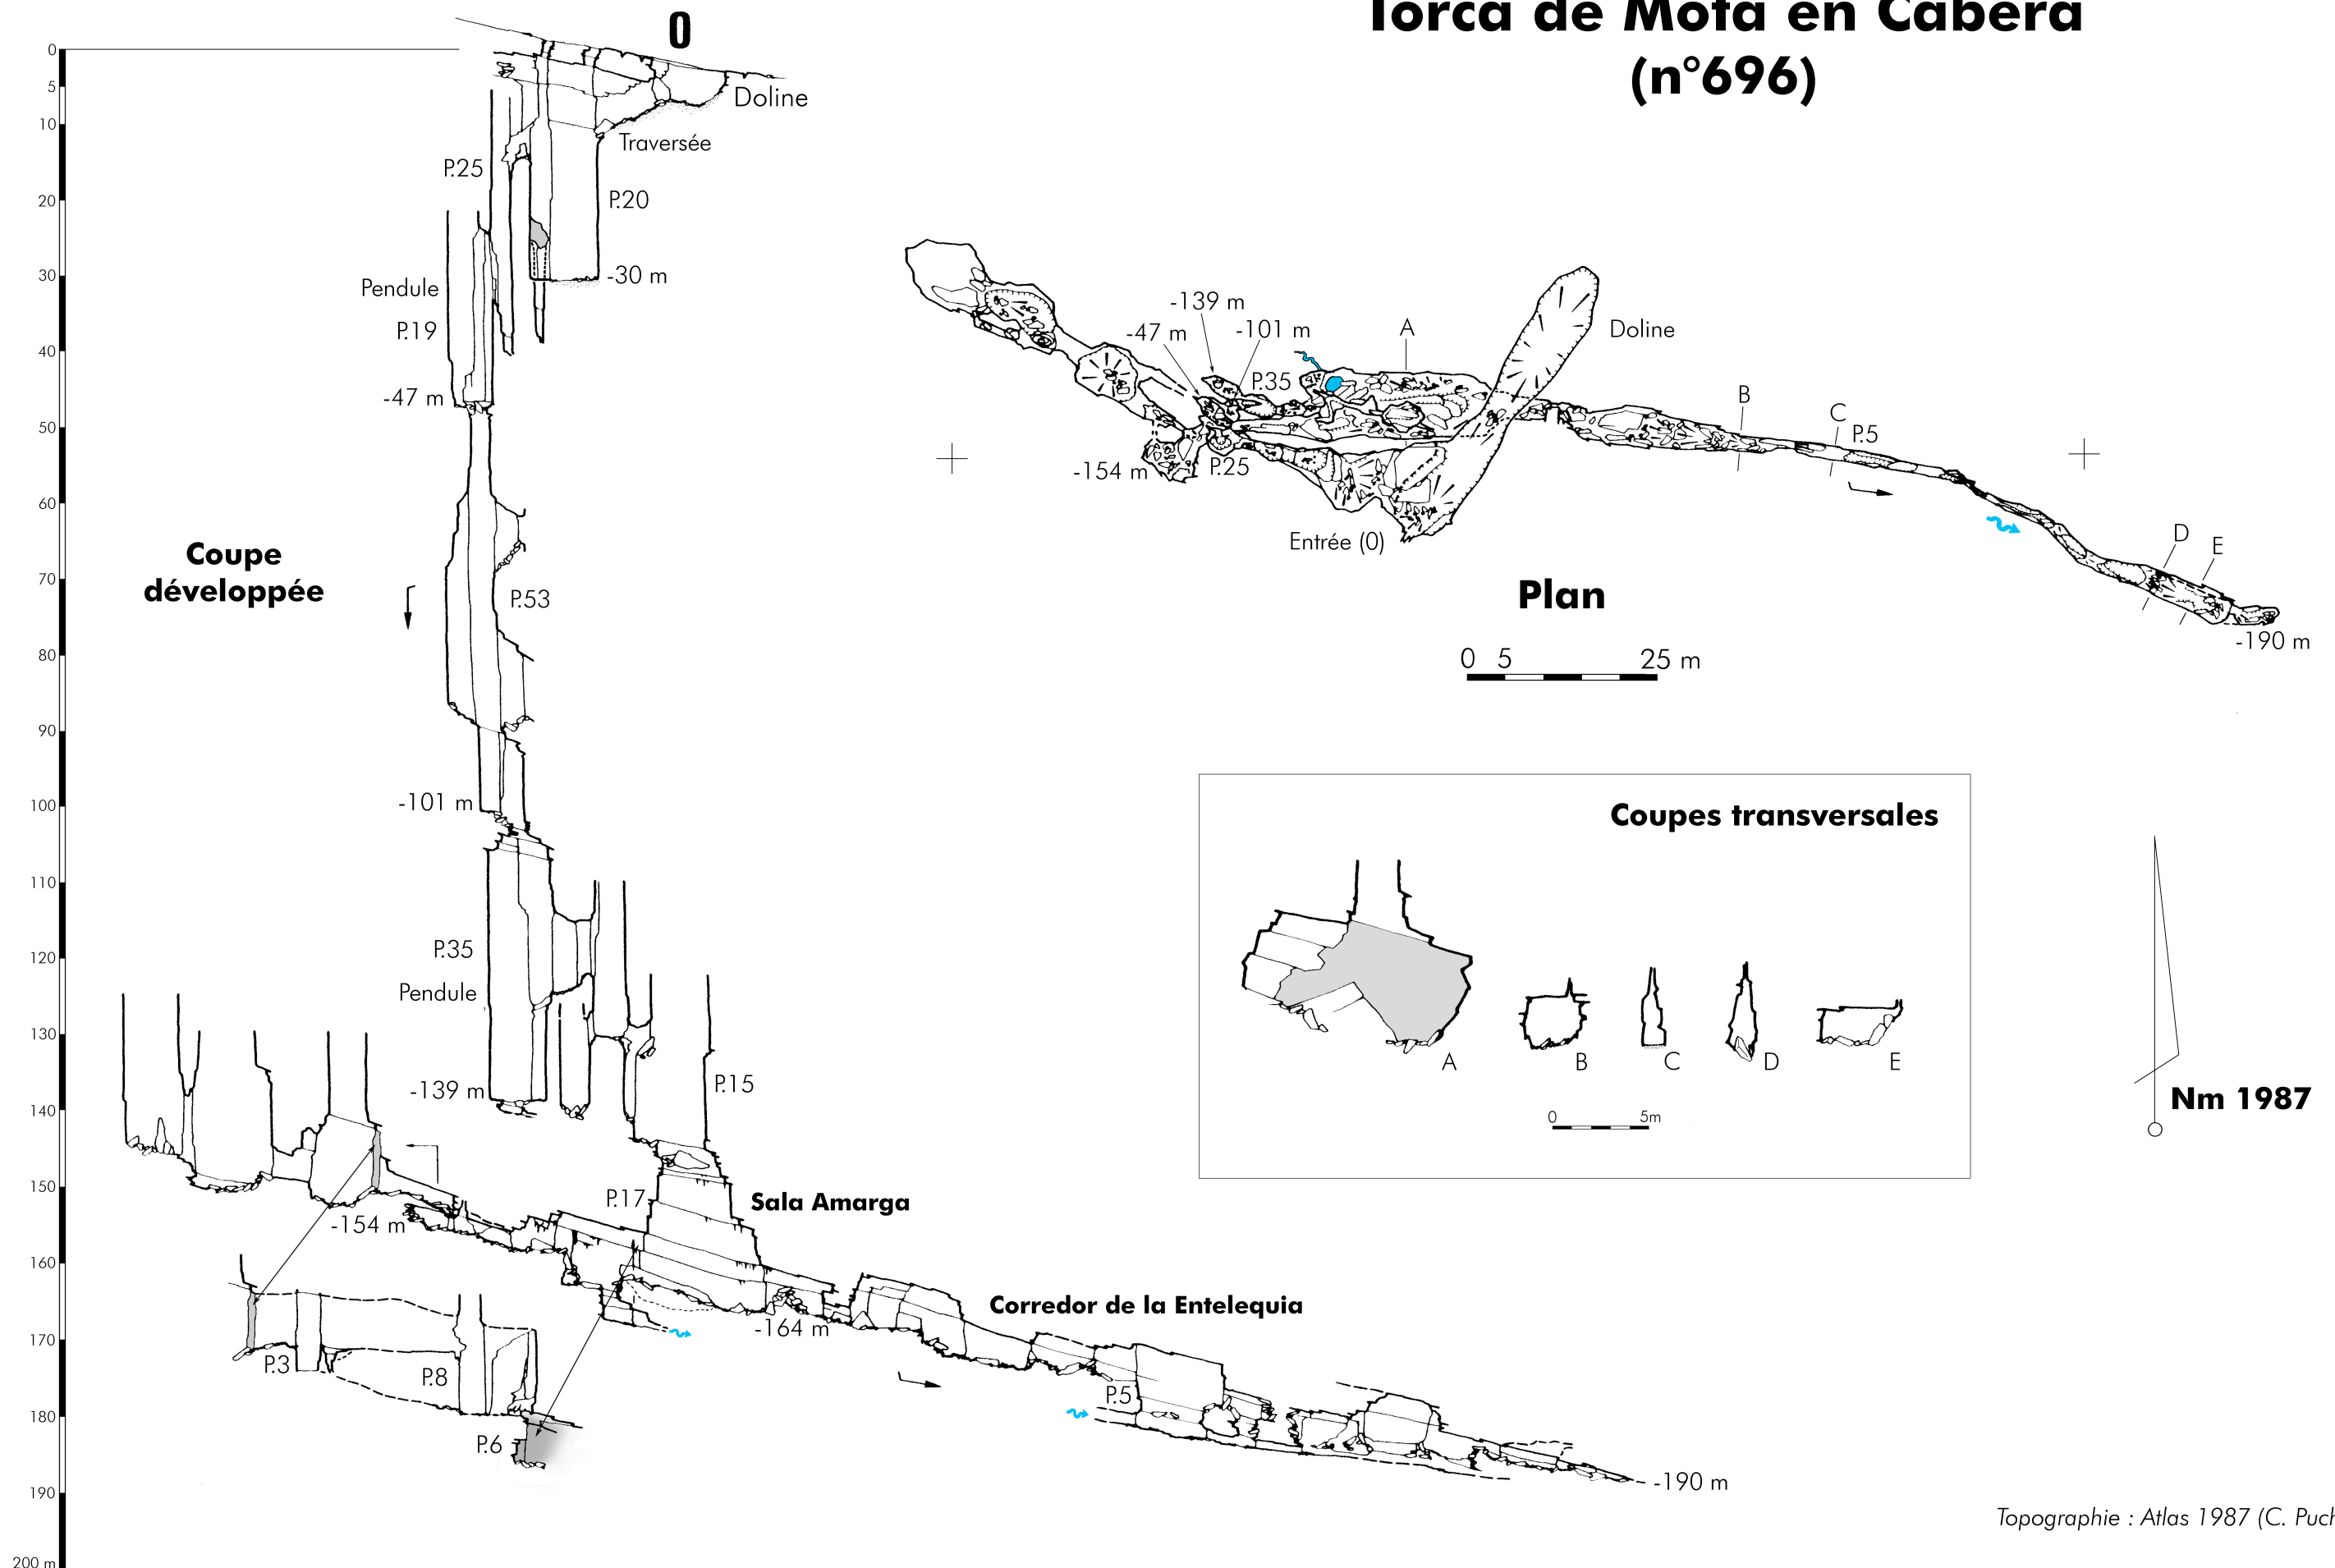 Torca de Mota en Cabera
(n°696)
0
0
5
10
20
30
40
50
60
70
80
90
100
110
120
130
140
150
160
170
180
190
200 m
Doline
Traversée
P.25
P.20
-30 m
Pendule
P.19
-47 m
Coupe
développée
P.53
-101 m
P.35
Pendule
-139 m
P.15
P.17
Sala Amarga
-154 m
-164 m
Corredor de la Entelequia
P.3
P.8
P.6
P.5
-190 m
-139 m
-47 m
-101 m
A
P.35
Doline
B
C
P.5
-154 m
P.25
Entrée (0)
D
E
-190 m
Plan
0 5 25 m
Coupes transversales
A
B
C
D
E
0 5m
Nm 1987
Topographie : Atlas 1987 (C.